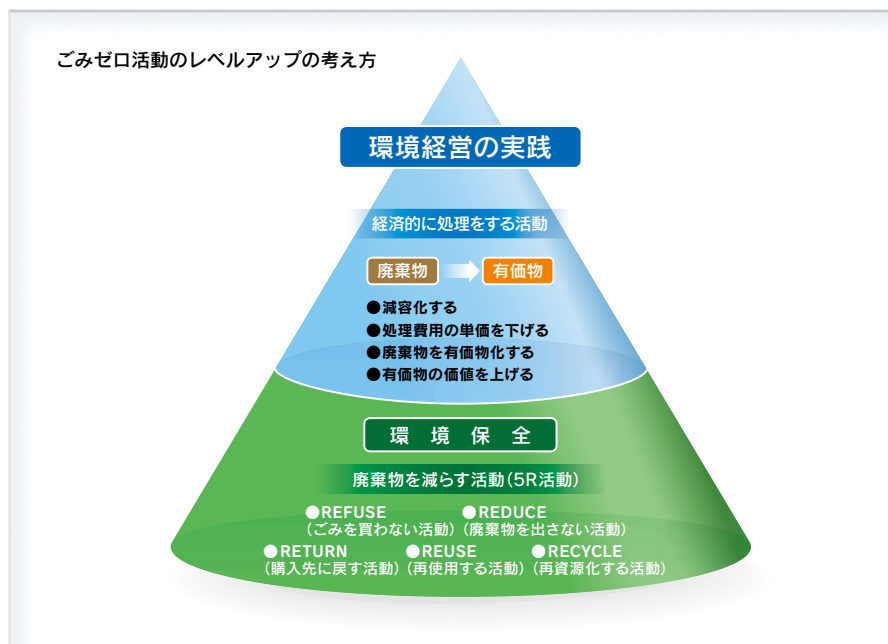 ごみゼロ活動のレベルアップの考え方
環境経営の実践
経済的に処理をする活動
廃棄物 有価物
●減容化する
●処理費用の単価を下げる
●廃棄物を有価物化する
●有価物の価値を上げる
環境保全
廃棄物を減らす活動(5R活動)
●REFUSE ●REDUCE
(ごみを買わない活動)(廃棄物を出さない活動)
●RETURN ●REUSE ●RECYCLE
(購入先に戻す活動)(再使用する活動)(再資源化する活動)